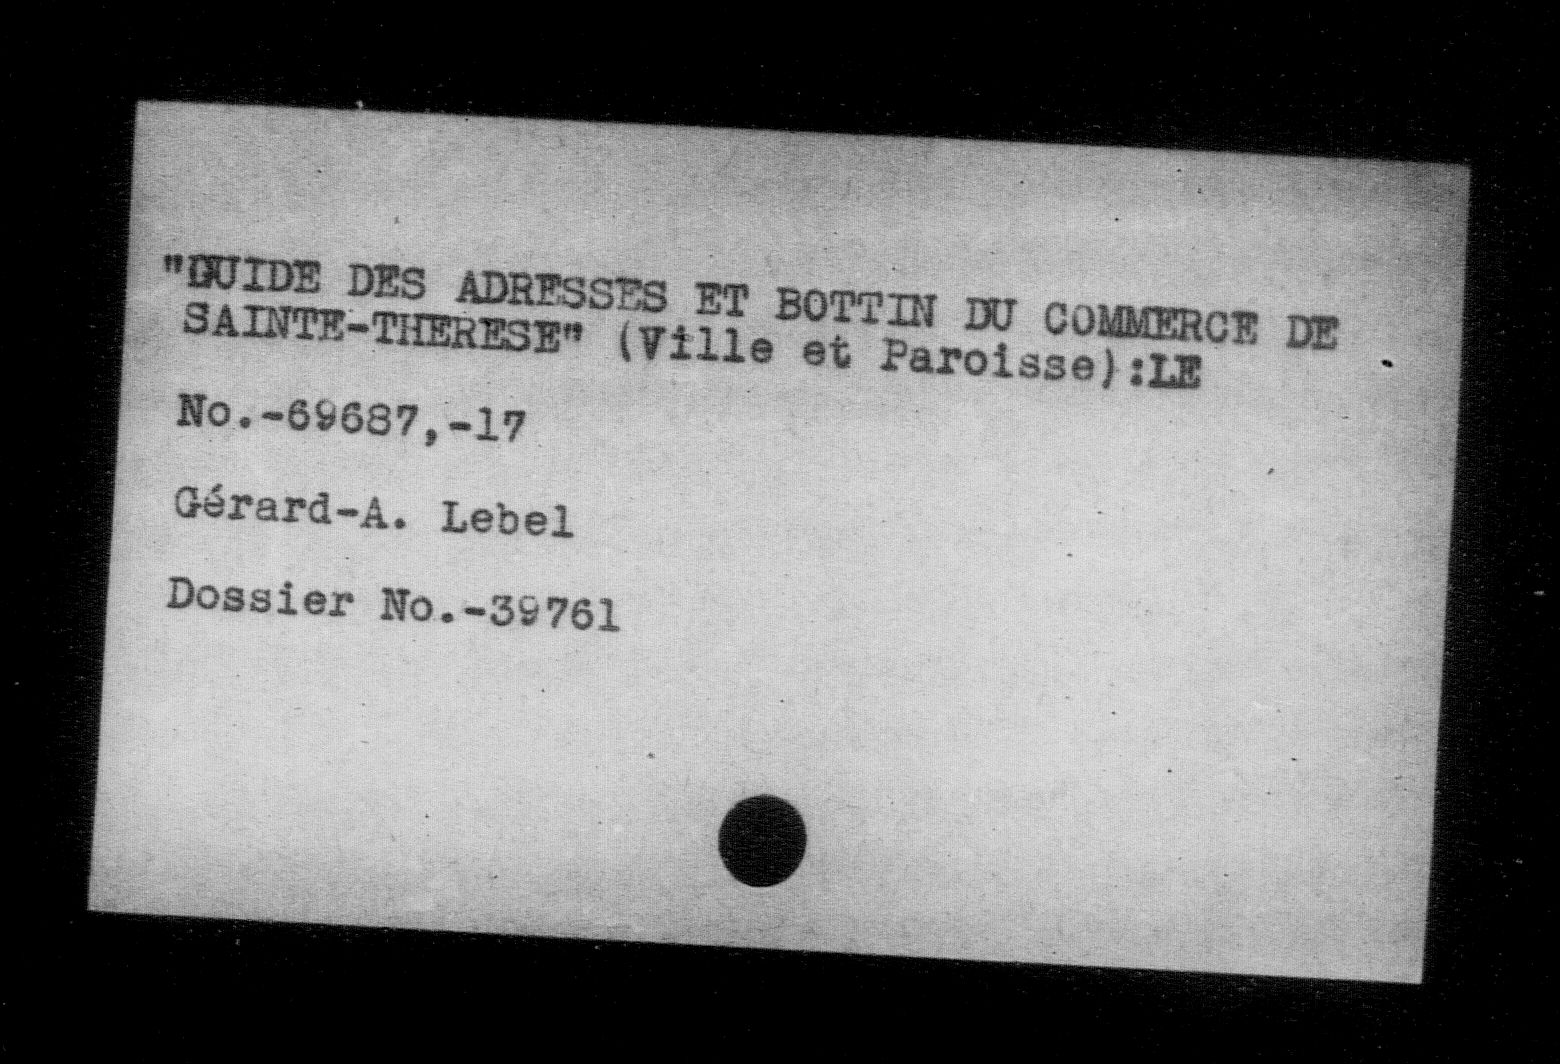 "GUIDE DES ADRESSES ET BOTTIN DU COMMERCE DE
SAINTE-THERESE" (Ville et Paroisse):LE
No.-69687,-17
Gérard-A. Lebel
Dossier No.-39761